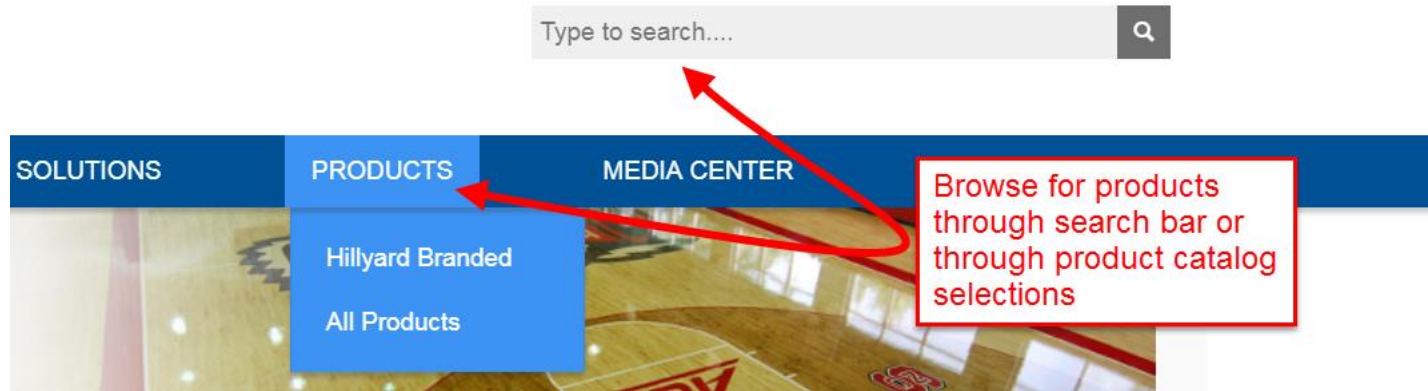 Type to search....
SOLUTIONS
PRODUCTS
MEDIA CENTER
Hillyard Branded
All Products
Browse for products
through search bar or
through product catalog
selections